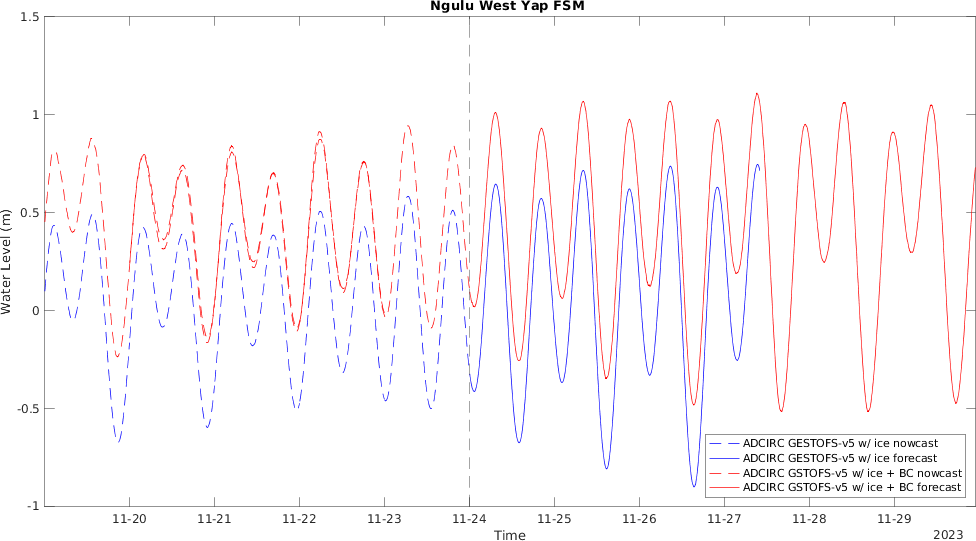 Ngulu West Yap FSM
1.5
1
0.5
0
-0.5
-1
Water Level (m)
11-20 11-21 11-22 11-23 11-24 11-25 11-26 11-27 11-28 11-29
Time
2023
ADCIRC GESTOFS-v5 w/ ice nowcast
ADCIRC GESTOFS-v5 w/ ice forecast
ADCIRC GSTOFS-v5 w/ ice + BC nowcast
ADCIRC GSTOFS-v5 w/ ice + BC forecast